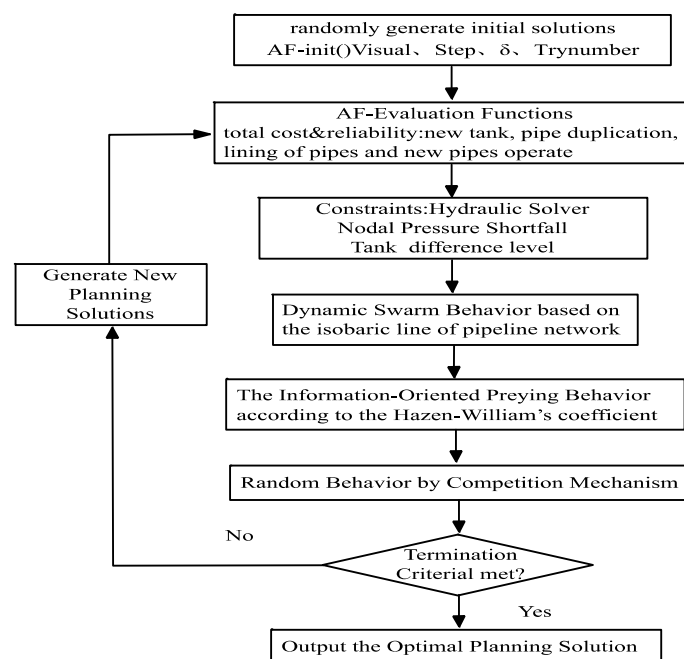 randomly generate initial solutions
AF-init()Visual、Step、δ、Trynumber
AF-Evaluation Functions
total cost&reliability:new tank, pipe duplication,
lining of pipes and new pipes operate
Constraints:Hydraulic Solver
Nodal Pressure Shortfall
Tank difference level
Generate New
Planning
Solutions
Dynamic Swarm Behavior based on
the isobaric line of pipeline network
The Information-Oriented Preying Behavior
according to the Hazen-William's coefficient
Random Behavior by Competition Mechanism
No
Termination
Criterial met?
Yes
Output the Optimal Planning Solution